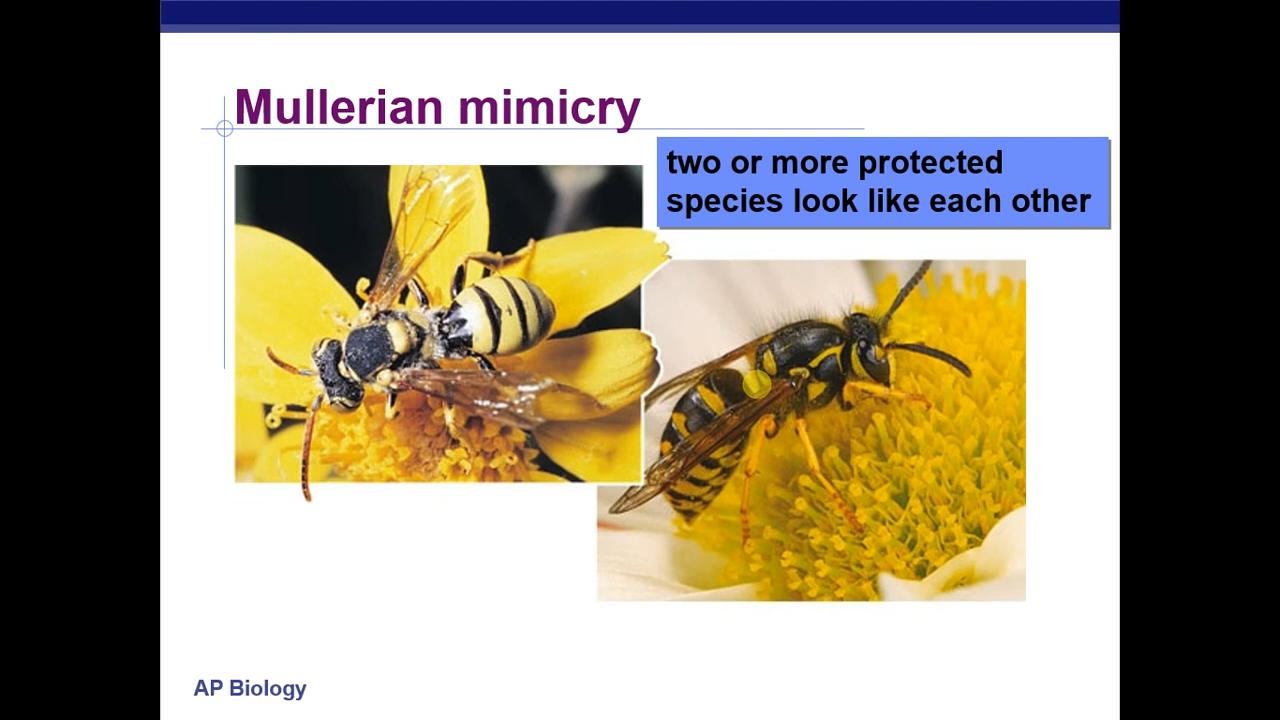 Mullerian mimicry
two or more protected
species look like each other
AP Biology